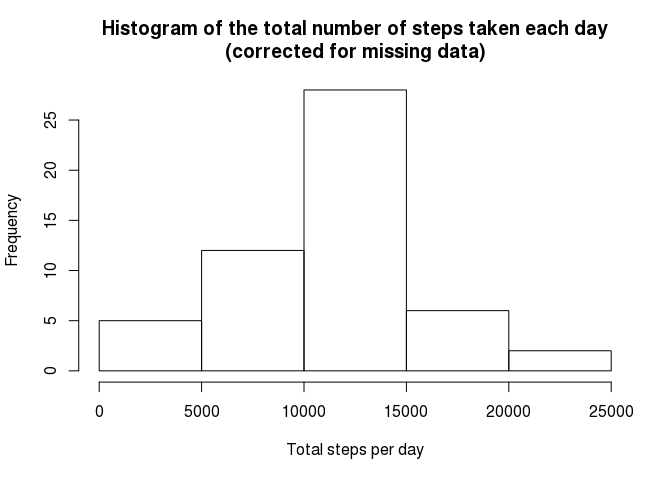 Histogram of the total number of steps taken each day
(corrected for missing data)
25
20
15
10
5
0
Frequency
0 5000 10000 15000 20000 25000
Total steps per day